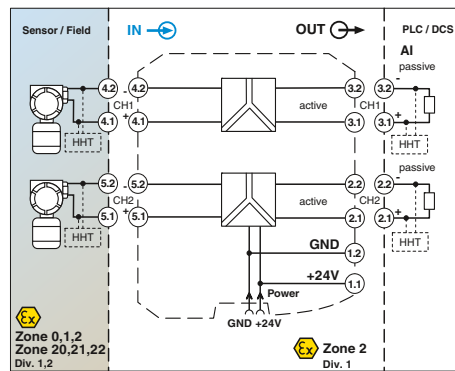 Sensor / Field
IN
OUT
PLC / DCS
AI
passive
4.2 - 4.2
3.2
3.2 -
CH1
active
CH1
4.1 + 4.1
3.1
3.1 +
HHT
HHT
passive
5.2 - 5.2
2.2
2.2 -
CH2
active
CH2
5.1 + 5.1
2.1
2.1 +
HHT
HHT
GND
1.2
+24V
1.1
Power
GND +24V
Ex
Zone 0,1,2
Zone 20,21,22
Div. 1,2
Ex
Zone 2
Div. 1